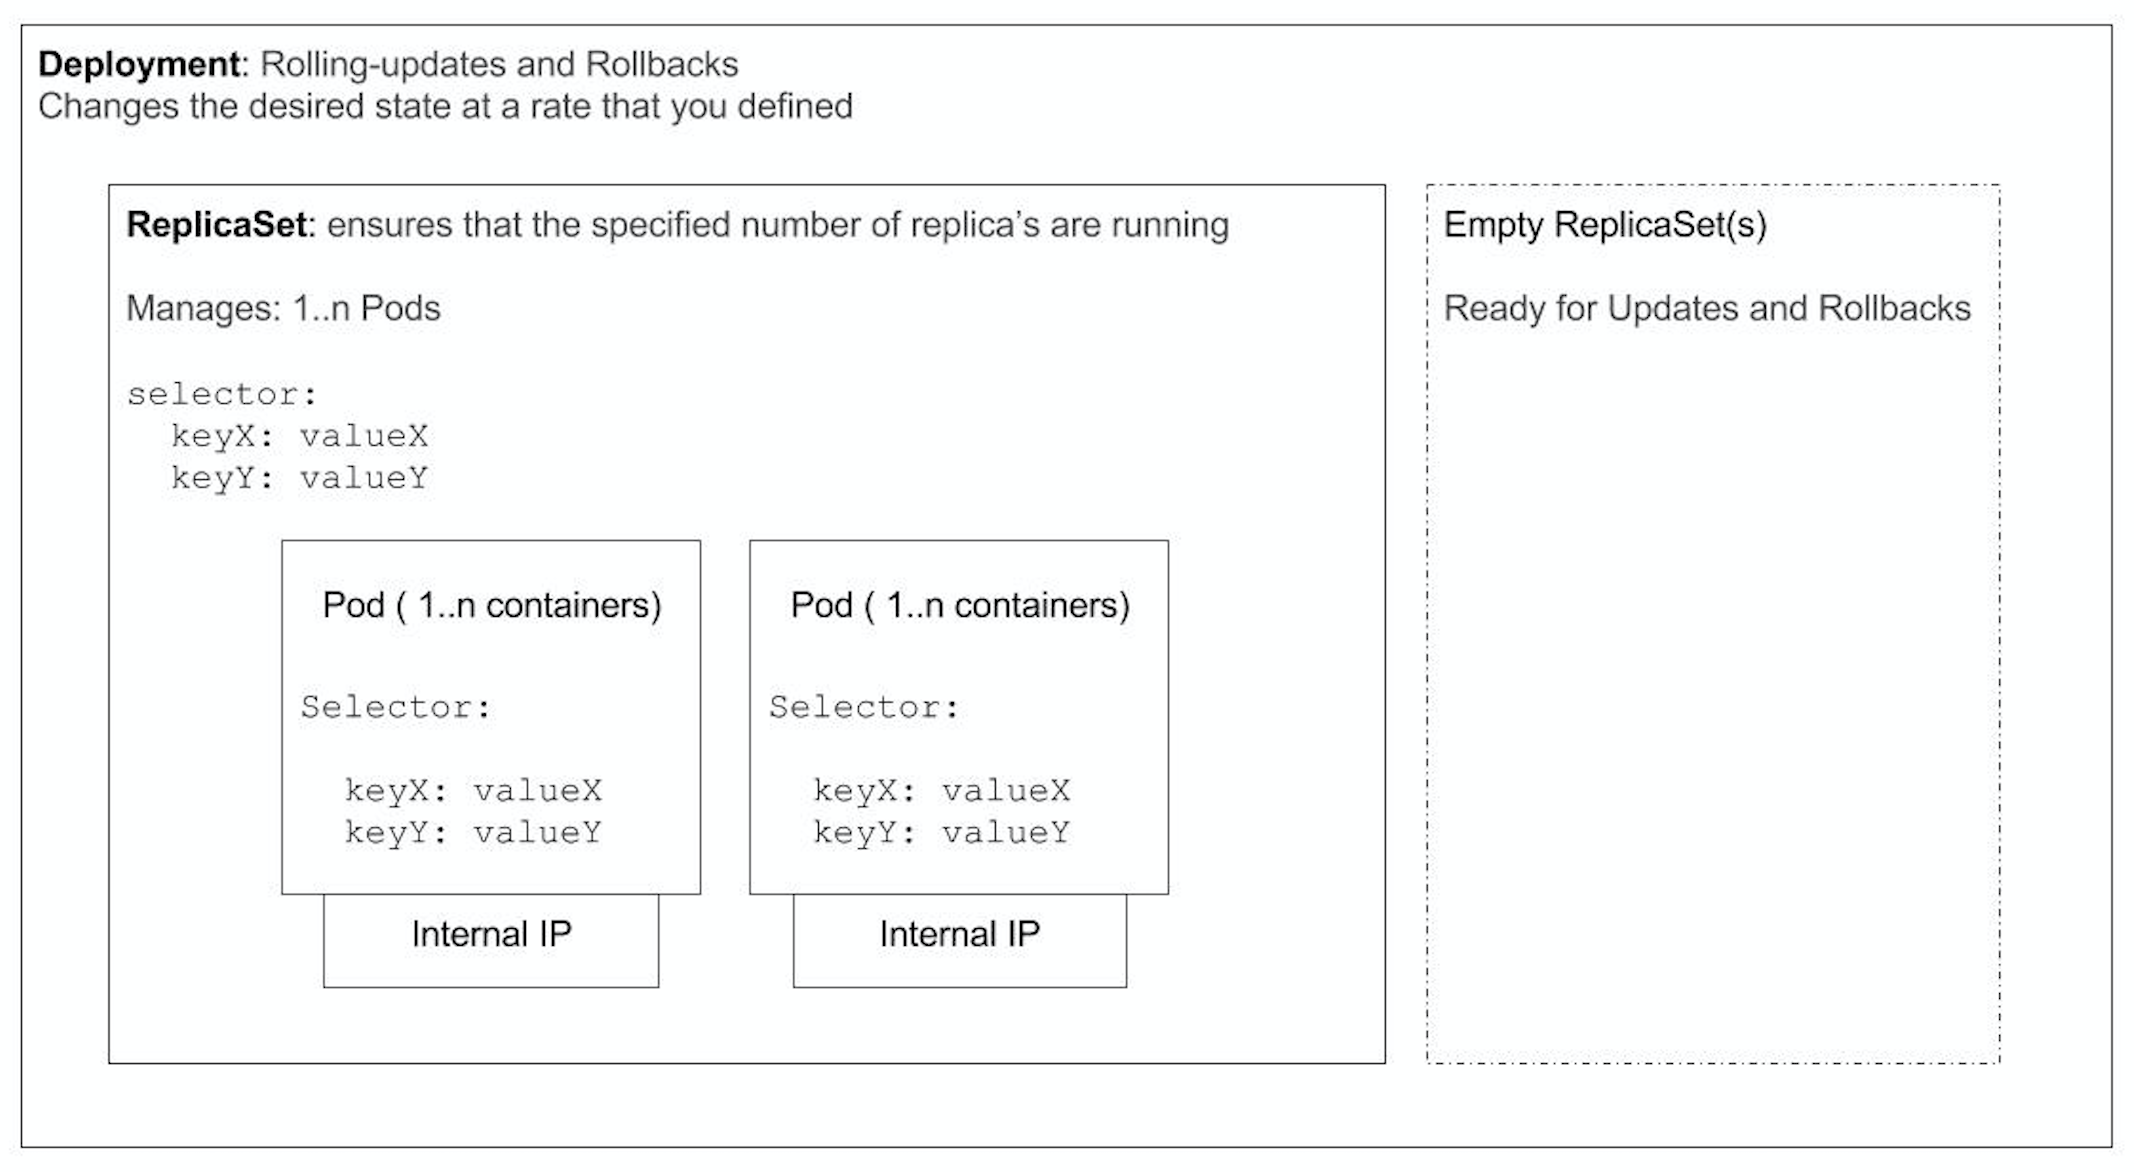 Deployment: Rolling-updates and Rollbacks
Changes the desired state at a rate that you defined
ReplicaSet: ensures that the specified number of replica’s are running
Manages: 1..n Pods
selector:
keyX: valueX
keyY: valueY
Pod ( 1..n containers)
Selector:
keyX: valueX
keyY: valueY
Internal IP
Pod ( 1..n containers)
Selector:
keyX: valueX
keyY: valueY
Internal IP
Empty ReplicaSet(s)
Ready for Updates and Rollbacks